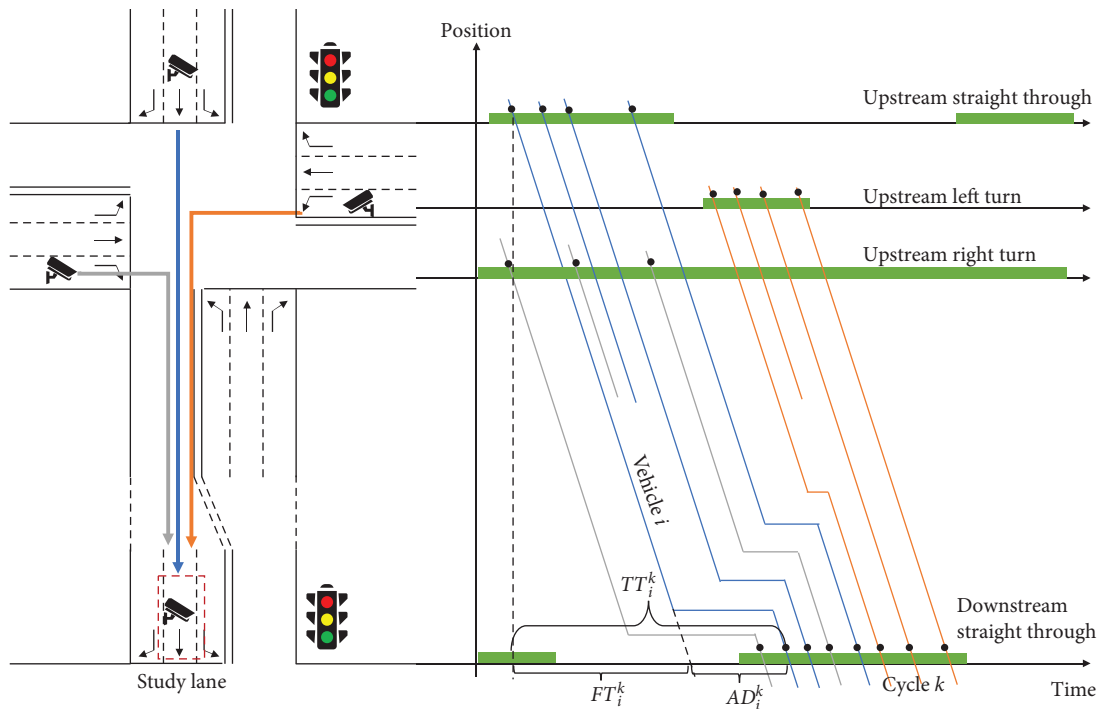 Position
Upstream straight through
Upstream left turn
Upstream right turn
Vehicle i
TT_i^k
Downstream
straight through
Study lane
FT_i^k
AD_i^k
Cycle k
Time